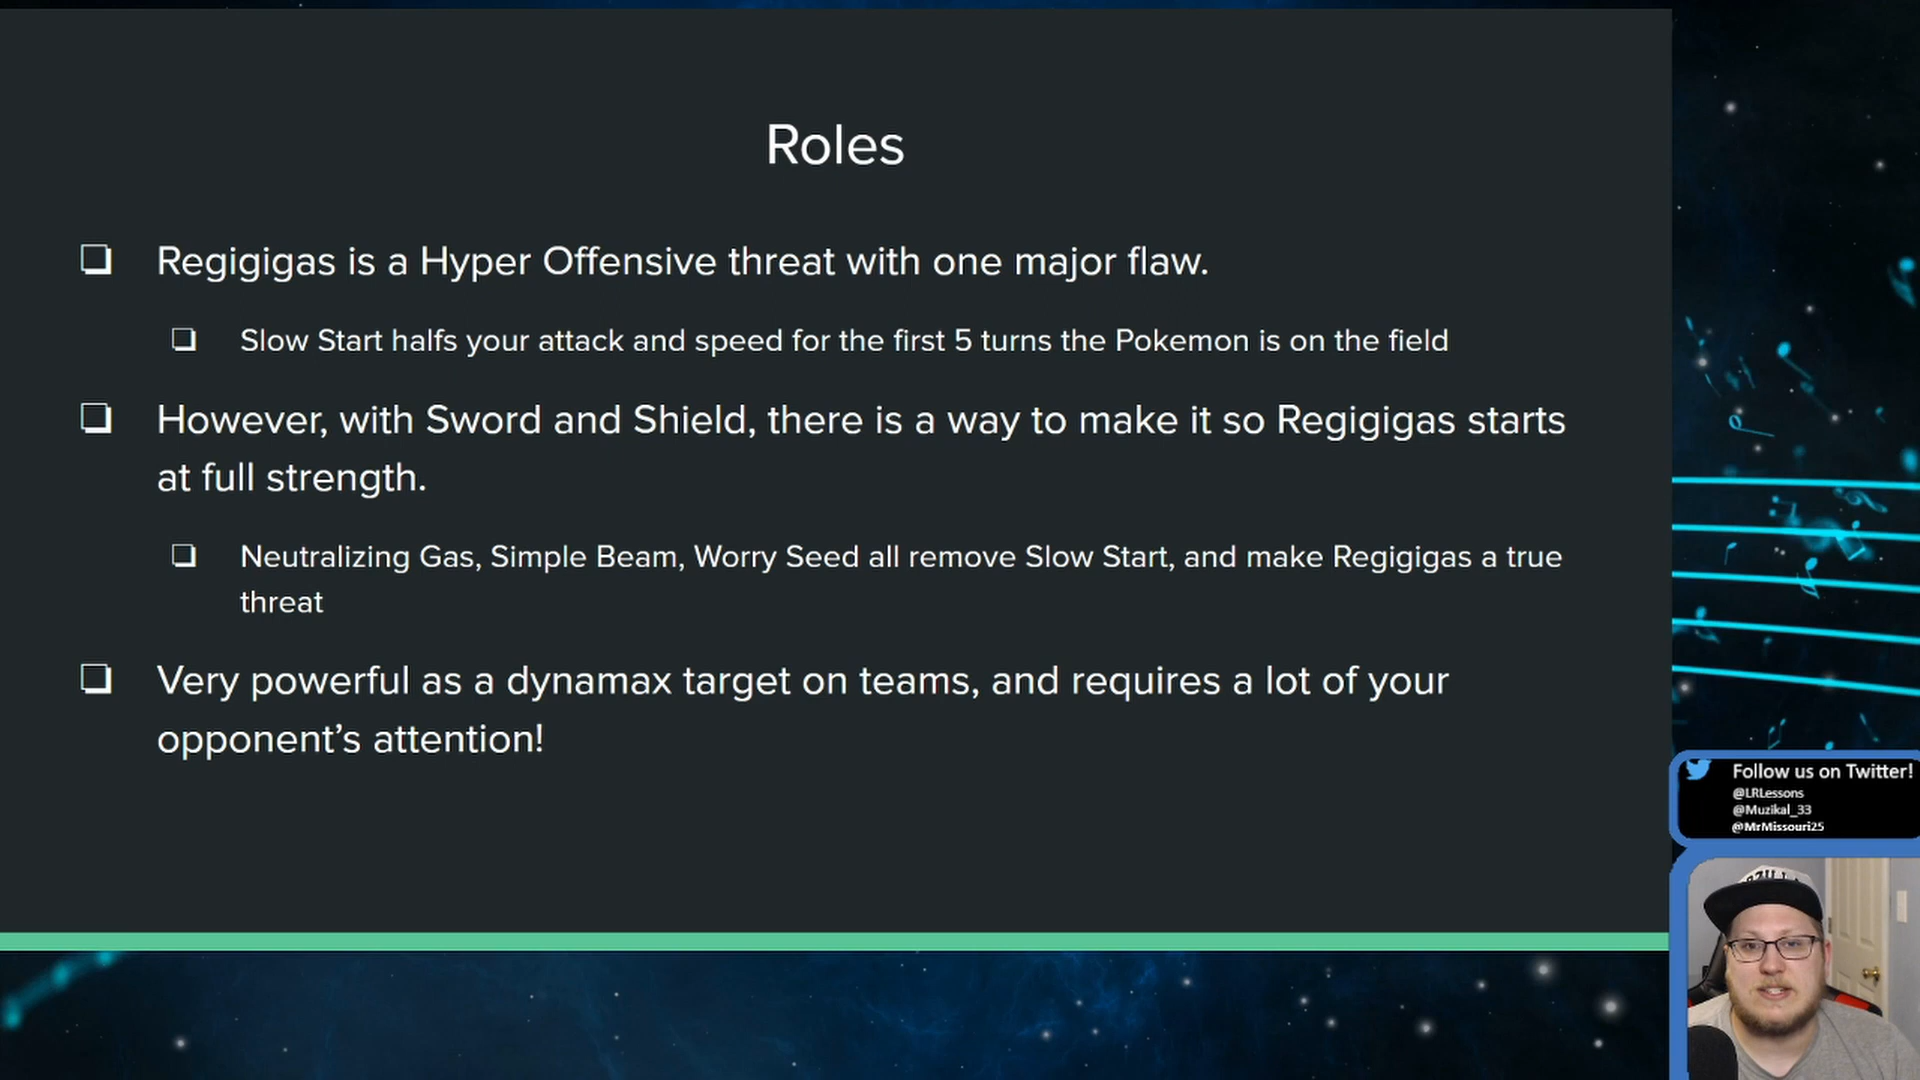 Roles
Regigigas is a Hyper Offensive threat with one major flaw.
Slow Start halfs your attack and speed for the first 5 turns the Pokemon is on the field
However, with Sword and Shield, there is a way to make it so Regigigas starts
at full strength.
Neutralizing Gas, Simple Beam, Worry Seed all remove Slow Start, and make Regigigas a true
threat
Very powerful as a dynamax target on teams, and requires a lot of your
opponent’s attention!
Follow us on Twitter!
@LRLessons
@Muzikal_33
@MrMissouri25